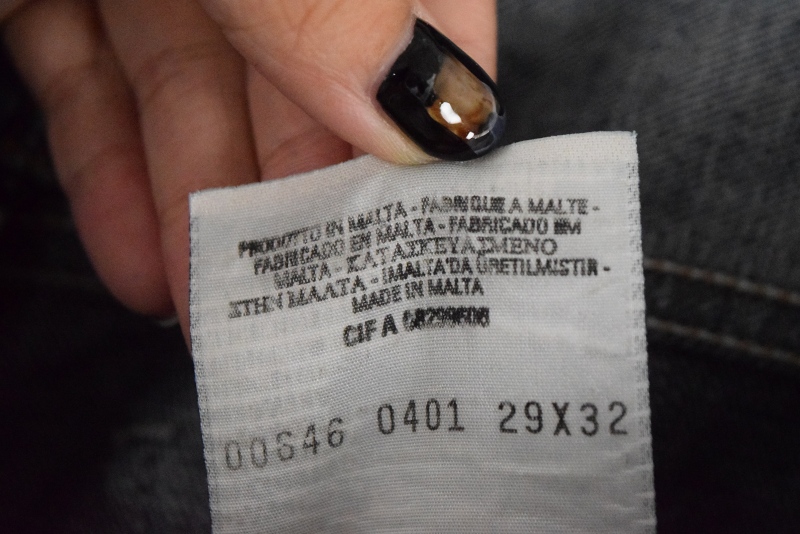 PRODOTTO IN MALTA - FABRIQUE A MALTE -
FABRICADO EN MALTA - FABRICADO EM
MALTA - ΚΑΤΑΣΚΕΥΑΣΜΕΝΟ
ΣΤΗΝ ΜΑΛΤΑ - İMALTA'DA ÜRETILMISTIR -
MADE IN MALTA
CIF A
00646 0401 29X32